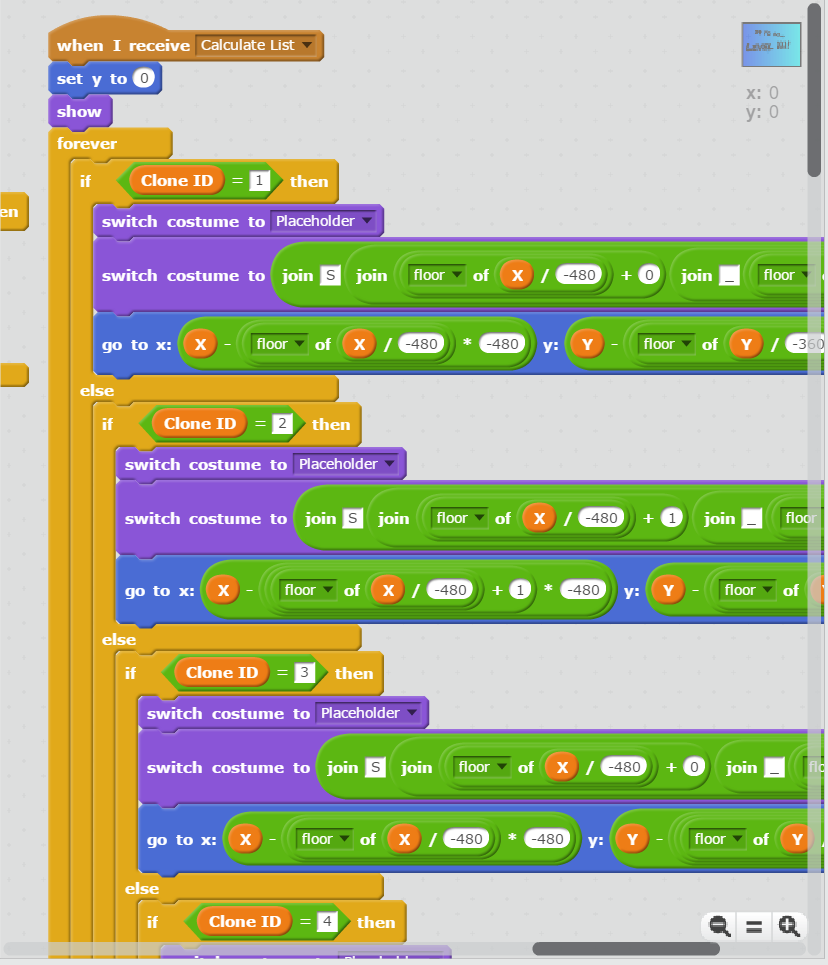 when I receive Calculate List
set y to 0
show
forever
if Clone ID = 1 then
switch costume to Placeholder
switch costume to join S join floor of X / -480 + 0 join _ floor
go to x: X - floor of X / -480 * -480 y: Y - floor of Y / -360
else
if Clone ID = 2 then
switch costume to Placeholder
switch costume to join S join floor of X / -480 + 1 join _ floor
go to x: X - floor of X / -480 + 1 * -480 y: Y - floor of
else
if Clone ID = 3 then
switch costume to Placeholder
switch costume to join S join floor of X / -480 + 0 join _
go to x: X - floor of X / -480 * -480 y: Y - floor of Y
else
if Clone ID = 4 then
en
x: 0
y: 0